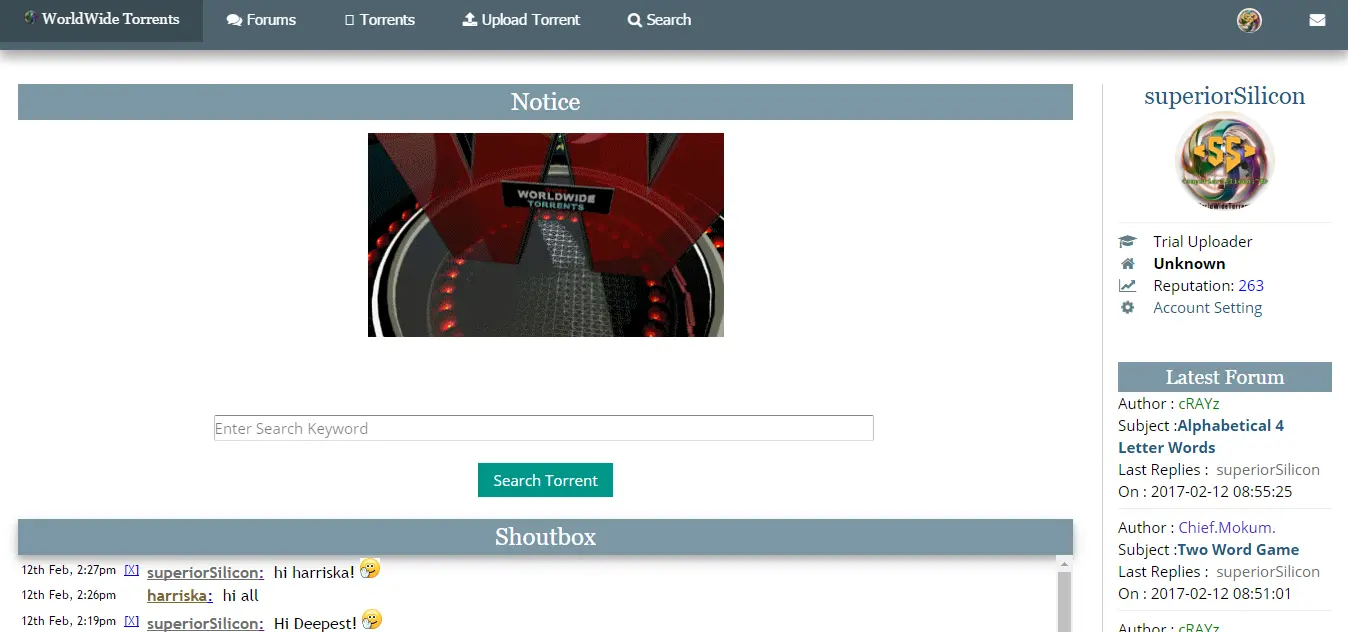 WorldWide Torrents
Forums
Torrents
Upload Torrent
Search
Notice
WORLDWIDE
TORRENTS
Enter Search Keyword
Search Torrent
Shoutbox
12th Feb, 2:27pm [X] superiorSilicon: hi harriska!
12th Feb, 2:26pm harriska: hi all
12th Feb, 2:19pm [X] superiorSilicon: Hi Deepest!
superiorSilicon
<SS>
Trial Uploader
Unknown
Reputation: 263
Account Setting
Latest Forum
Author : cRAYz
Subject :Alphabetical 4
Letter Words
Last Replies : superiorSilicon
On : 2017-02-12 08:55:25
Author : Chief.Mokum.
Subject :Two Word Game
Last Replies : superiorSilicon
On : 2017-02-12 08:51:01
Author : cRAYz